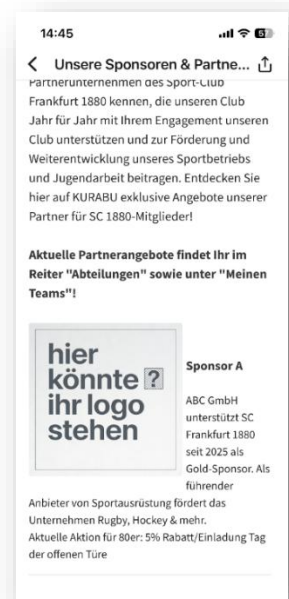 14:45
Unsere Sponsoren & Partne...
Partnerunternehmen des Sport-Club
Frankfurt 1880 kennen, die unseren Club
Jahr für Jahr mit Ihrem Engagement unseren
Club unterstützen und zur Förderung und
Weiterentwicklung unseres Sportbetriebs
und Jugendarbeit beitragen. Entdecken Sie
hier auf KURABU exklusive Angebote unserer
Partner für SC 1880-Mitglieder!
Aktuelle Partnerangebote findet Ihr im
Reiter "Abteilungen" sowie unter "Meinen
Teams"!
hier
könnte ?
ihr logo
stehen
Sponsor A
ABC GmbH
unterstützt SC
Frankfurt 1880
seit 2025 als
Gold-Sponsor. Als
führender
Anbieter von Sportausrüstung fördert das
Unternehmen Rugby, Hockey & mehr.
Aktuelle Aktion für 80er: 5% Rabatt/Einladung Tag
der offenen Türe